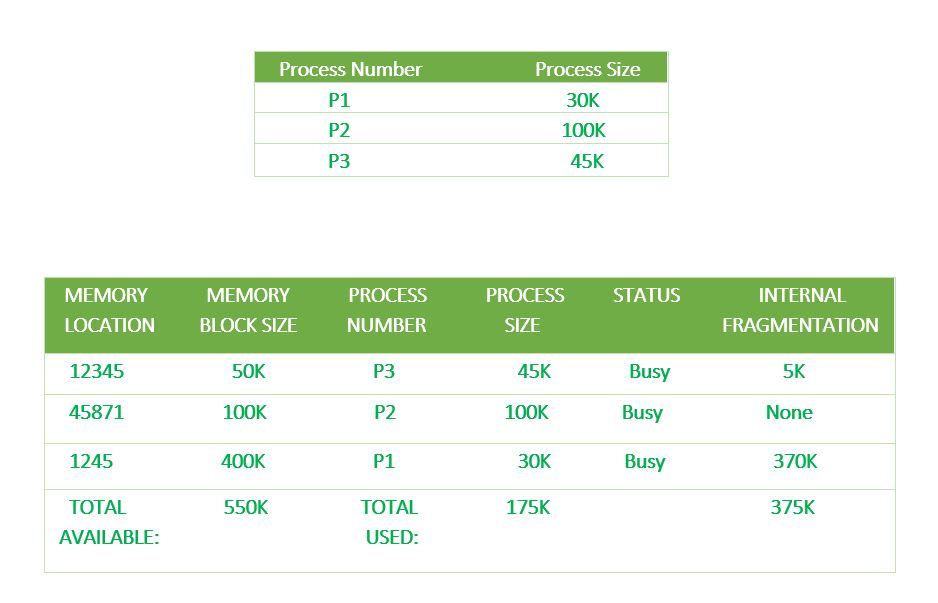 Process Number Process Size
P1 30K
P2 100K
P3 45K
MEMORY MEMORY PROCESS PROCESS STATUS INTERNAL
LOCATION BLOCK SIZE NUMBER SIZE FRAGMENTATION
12345 50K P3 45K Busy 5K
45871 100K P2 100K Busy None
1245 400K P1 30K Busy 370K
TOTAL 550K TOTAL 175K 375K
AVAILABLE: USED: